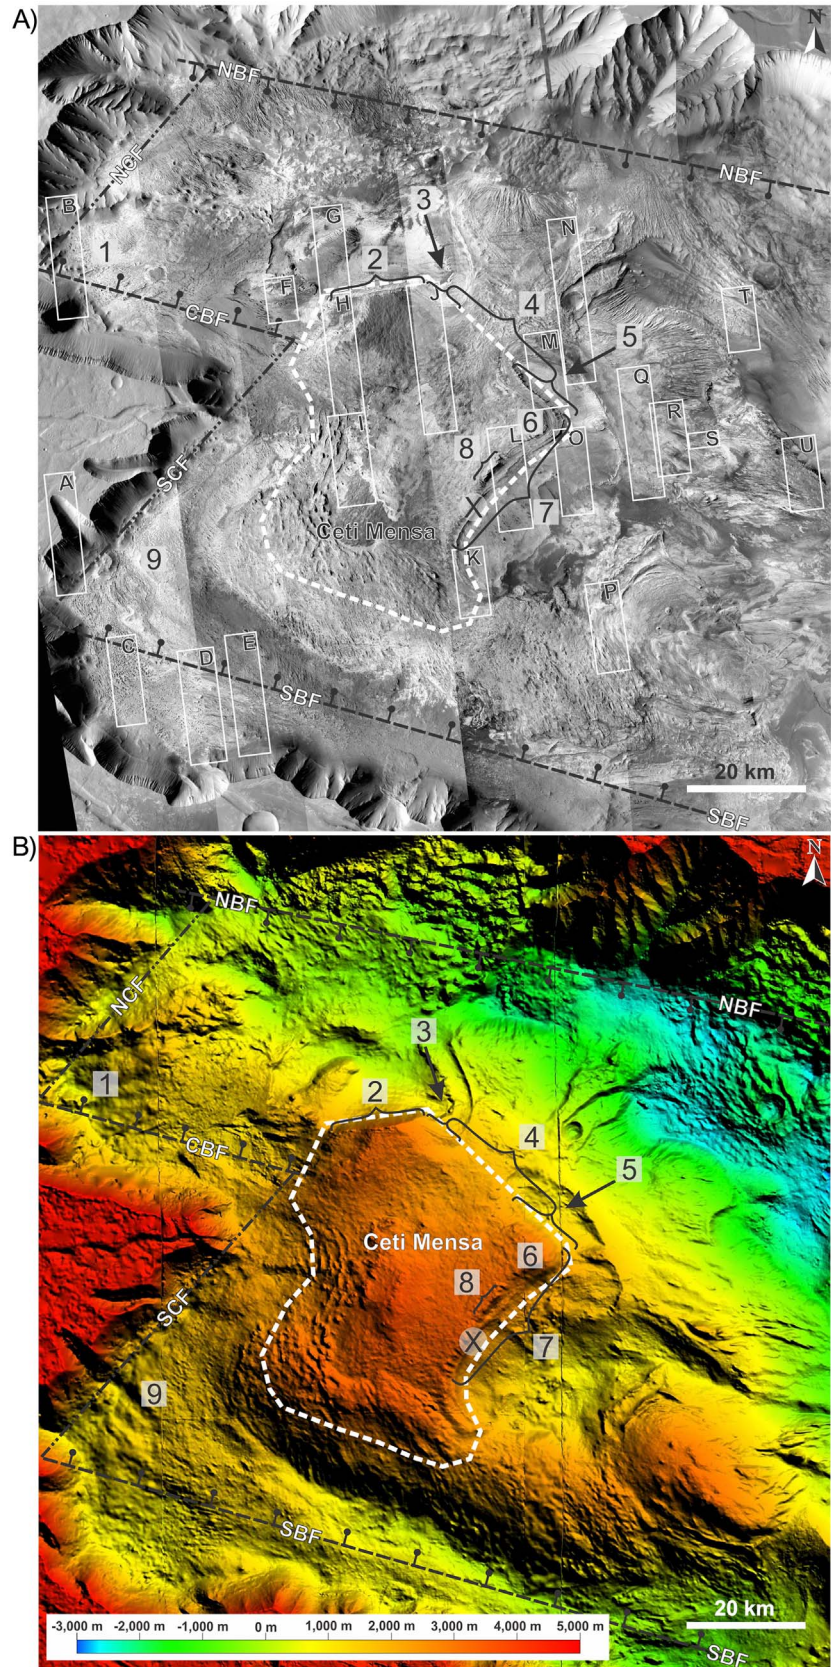 A)
N
NBF
NCF
3
B
G
N
1
2
NBF
F
T
H
J
4
CBF
M
5
Q
I
6
R
8
L
O
S
U
A
SCF
X
7
Ceti Mensa
9
K
P
C
D
E
SBF
20 km
SBF
B)
N
NBF
NCF
NBF
3
1
2
4
CBF
5
Ceti Mensa
6
8
SCF
X
7
9
SBF
20 km
-3,000 m -2,000 m -1,000 m 0 m 1,000 m 2,000 m 3,000 m 4,000 m 5,000 m
SBF